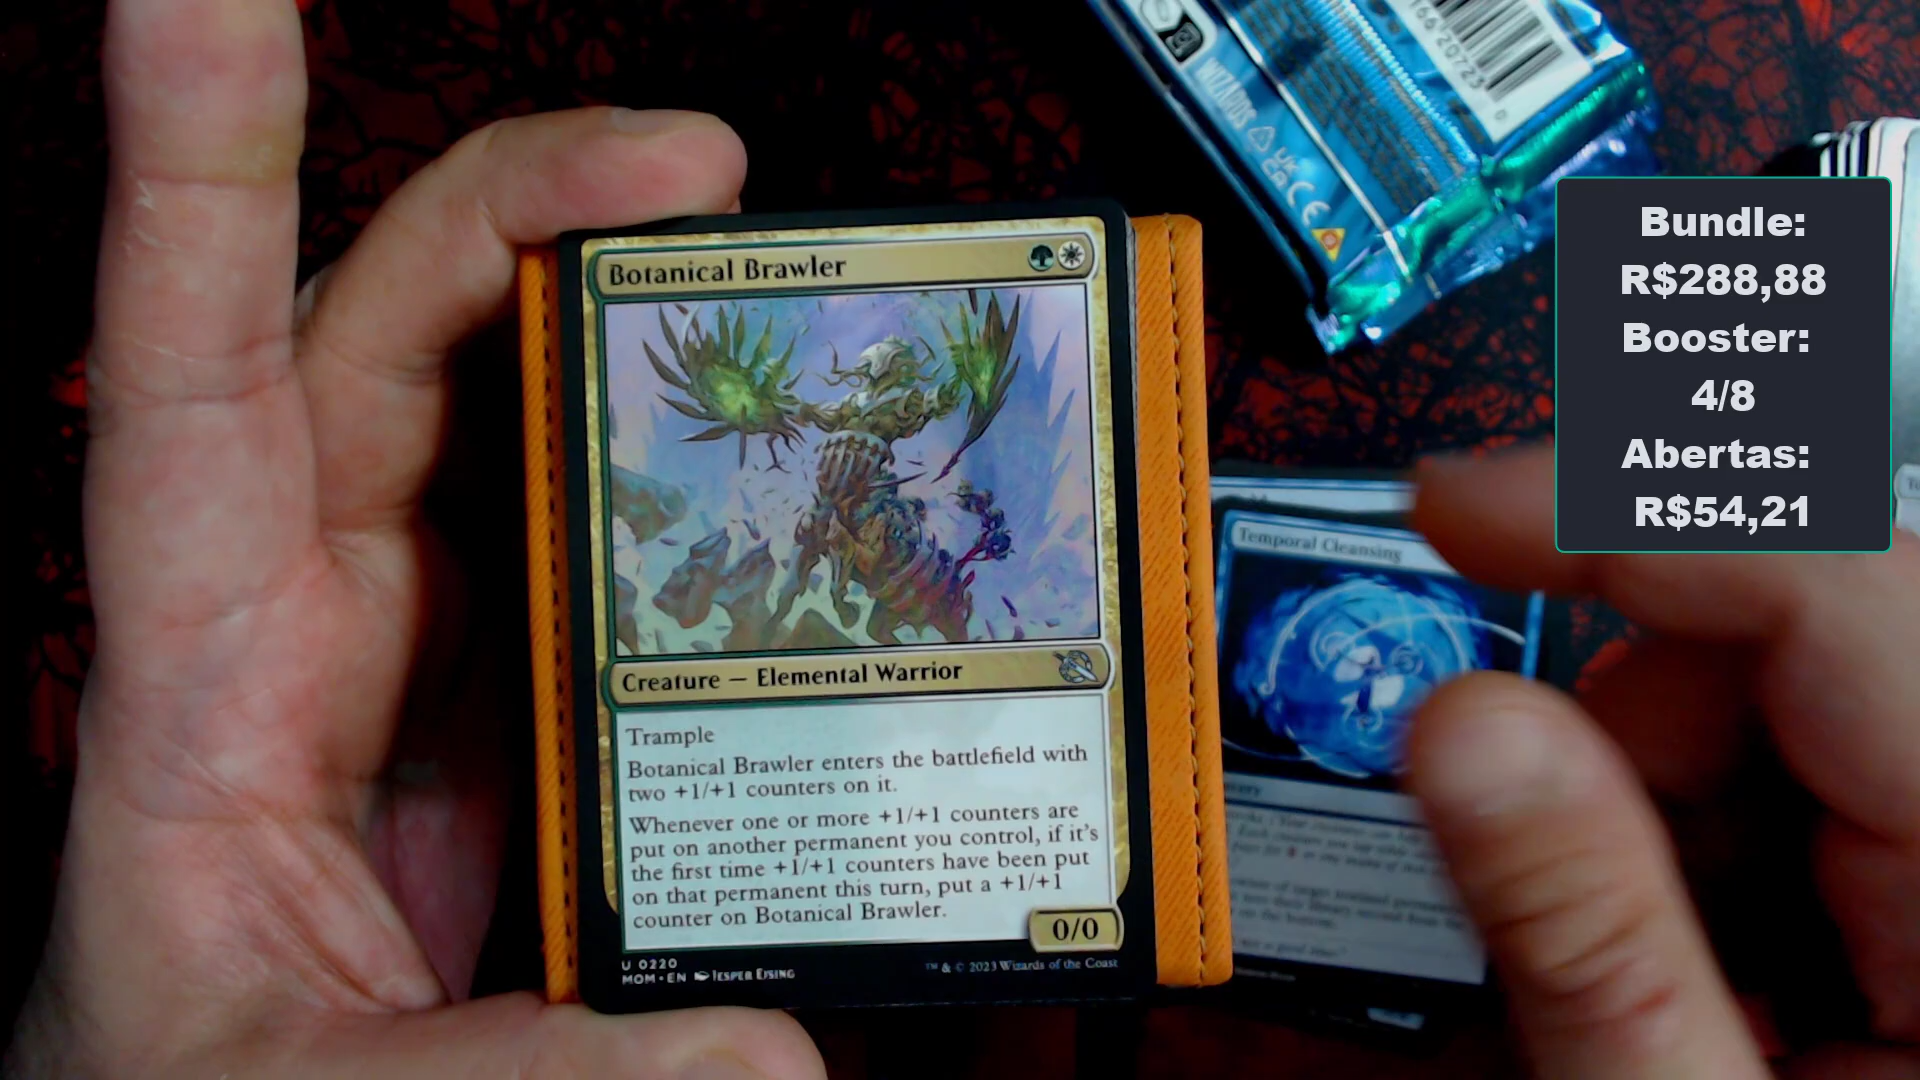 WIZARDS
UK
CA
CE
Bundle:
R$288,88
Booster:
4/8
Abertas:
R$54,21
Botanical Brawler
Creature — Elemental Warrior
Trample
Botanical Brawler enters the battlefield with
two +1/+1 counters on it.
Whenever one or more +1/+1 counters are
put on another permanent you control, if it's
the first time +1/+1 counters have been put
on that permanent this turn, put a +1/+1
counter on Botanical Brawler.
0/0
U 0220
MOM • EN JESPER EJSING
™ & © 2023 Wizards of the Coast
Temporal Cleansing